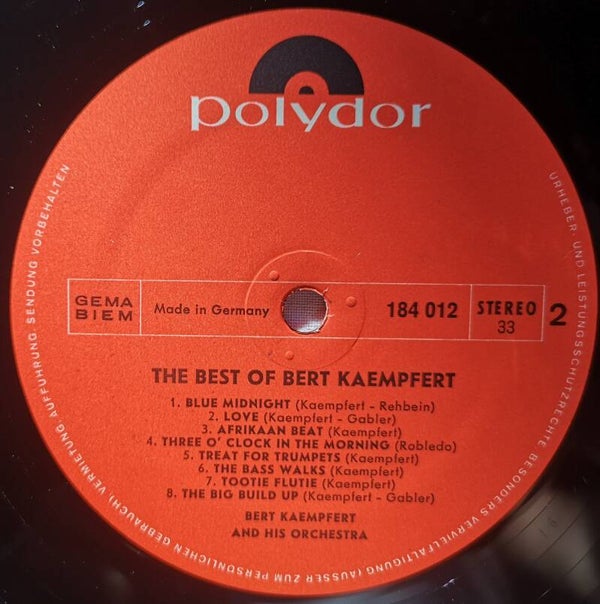 polydor
URHEBER- UND LEISTUNGSSCHUTZRECHTE BESONDERS VERVIELFÄLTIGUNG (AUSSER ZUM PERSÖNLICHEN GEBRAUCH), VERMIETUNG, AUFFÜHRUNG, SENDUNG VORBEHALTEN
GEMA
BIEM
Made in Germany
184 012
STEREO
33
2
THE BEST OF BERT KAEMPFERT
1. BLUE MIDNIGHT (Kaempfert - Rehbein)
2. LOVE (Kaempfert - Gabler)
3. AFRIKAAN BEAT (Kaempfert)
4. THREE O' CLOCK IN THE MORNING (Robledo)
5. TREAT FOR TRUMPETS (Kaempfert)
6. THE BASS WALKS (Kaempfert)
7. TOOTIE FLUTIE (Kaempfert)
8. THE BIG BUILD UP (Kaempfert - Gabler)
BERT KAEMPFERT
AND HIS ORCHESTRA